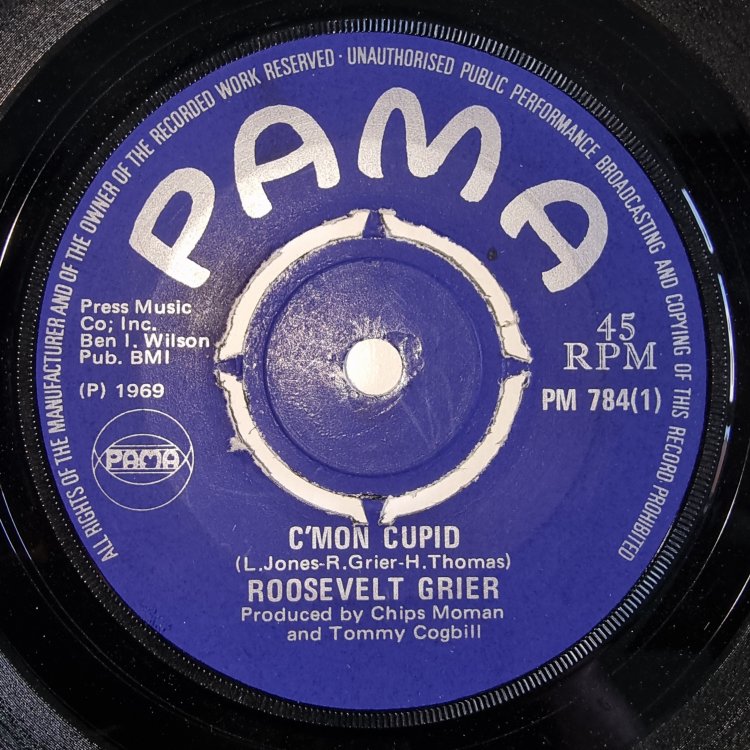 ALL RIGHTS OF THE MANUFACTURER AND OF THE OWNER OF THE RECORDED WORK RESERVED · UNAUTHORISED PUBLIC PERFORMANCE BROADCASTING AND COPYING OF THIS RECORD PROHIBITED
PAMA
Press Music
Co; Inc.
Ben I. Wilson
Pub. BMI
(P) 1969
PAMA
45
RPM
PM 784(1)
C'MON CUPID
(L.Jones-R.Grier-H.Thomas)
ROOSEVELT GRIER
Produced by Chips Moman
and Tommy Cogbill